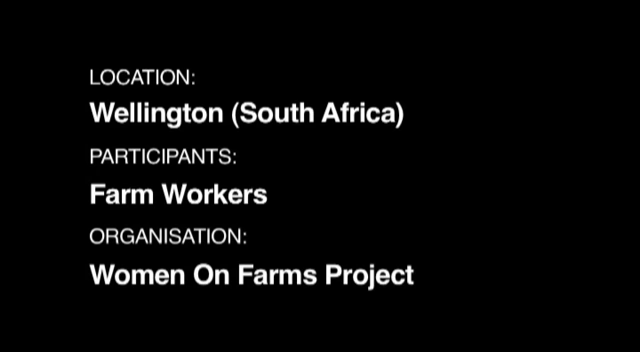 LOCATION:
Wellington (South Africa)
PARTICIPANTS:
Farm Workers
ORGANISATION:
Women On Farms Project